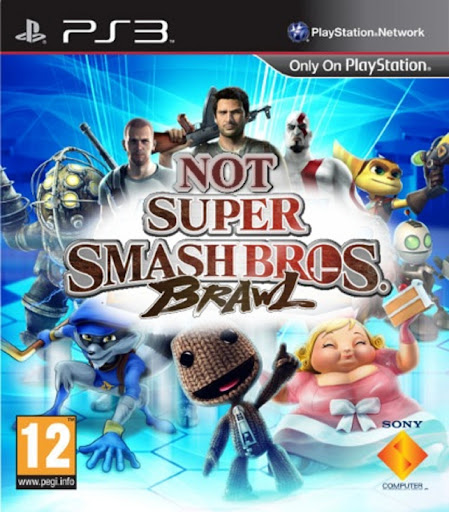 PS3
PlayStation®Network
Only On PlayStation®
NOT
SUPER
SMASH BROS.
BRAWL
12
www.pegi.info
SONY
COMPUTER